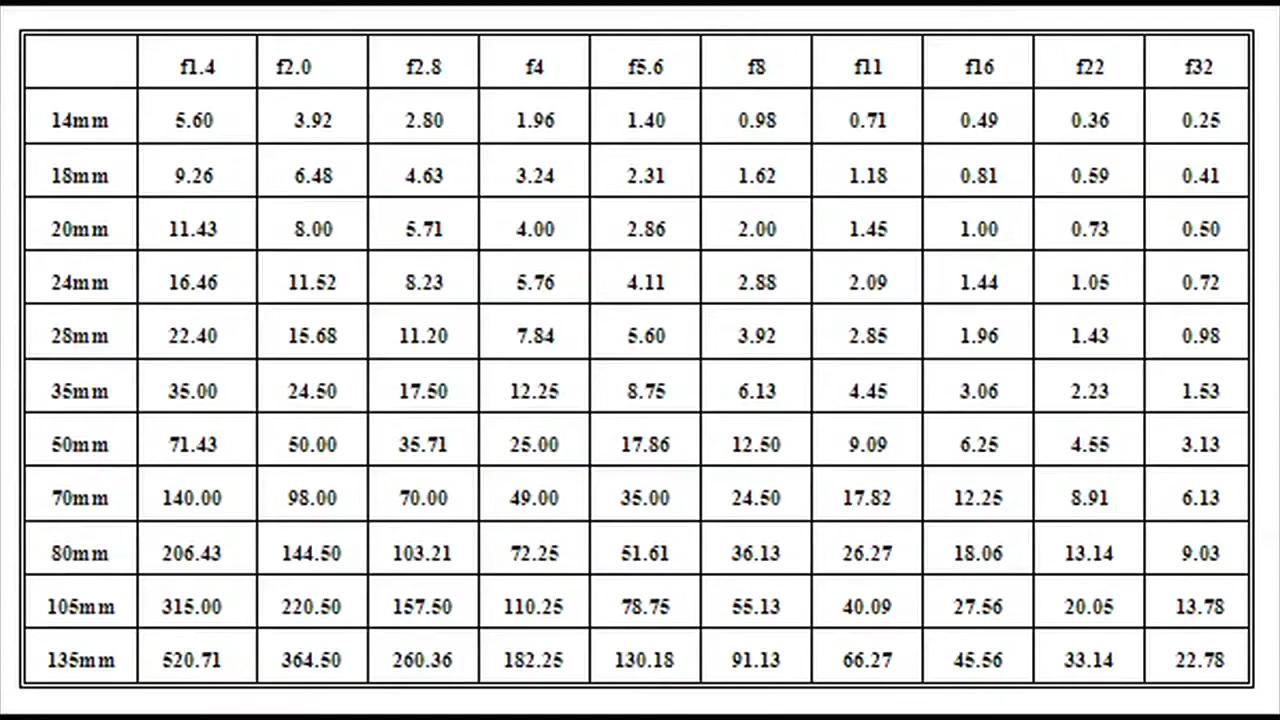 f1.4 f2.0 f2.8 f4 f5.6 f8 f11 f16 f22 f32
14mm 5.60 3.92 2.80 1.96 1.40 0.98 0.71 0.49 0.36 0.25
18mm 9.26 6.48 4.63 3.24 2.31 1.62 1.18 0.81 0.59 0.41
20mm 11.43 8.00 5.71 4.00 2.86 2.00 1.45 1.00 0.73 0.50
24mm 16.46 11.52 8.23 5.76 4.11 2.88 2.09 1.44 1.05 0.72
28mm 22.40 15.68 11.20 7.84 5.60 3.92 2.85 1.96 1.43 0.98
35mm 35.00 24.50 17.50 12.25 8.75 6.13 4.45 3.06 2.23 1.53
50mm 71.43 50.00 35.71 25.00 17.86 12.50 9.09 6.25 4.55 3.13
70mm 140.00 98.00 70.00 49.00 35.00 24.50 17.82 12.25 8.91 6.13
80mm 206.43 144.50 103.21 72.25 51.61 36.13 26.27 18.06 13.14 9.03
105mm 315.00 220.50 157.50 110.25 78.75 55.13 40.09 27.56 20.05 13.78
135mm 520.71 364.50 260.36 182.25 130.18 91.13 66.27 45.56 33.14 22.78